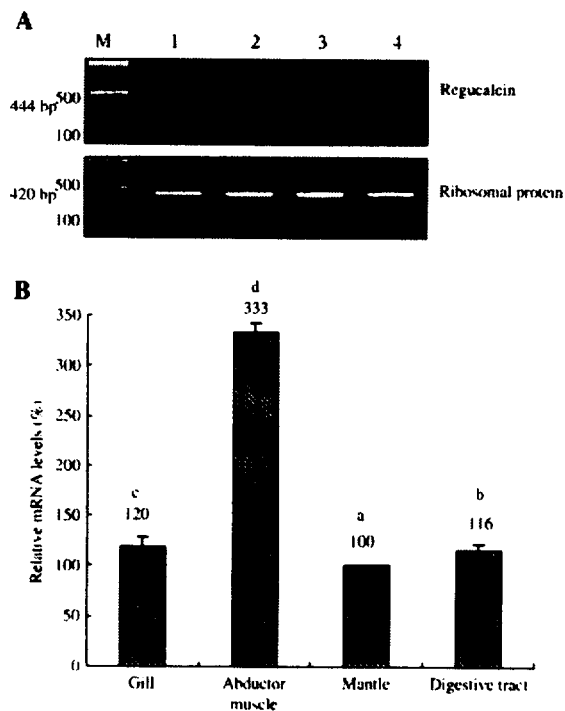 A
M 1 2 3 4
500
444 bp
100
Regucalcin
500
420 bp
100
Ribosomal protein
B
Relative mRNA levels (%)
350
300
250
200
150
100
50
0
c
120
d
333
a
100
b
116
Gill
Abductor
muscle
Mantle
Digestive tract